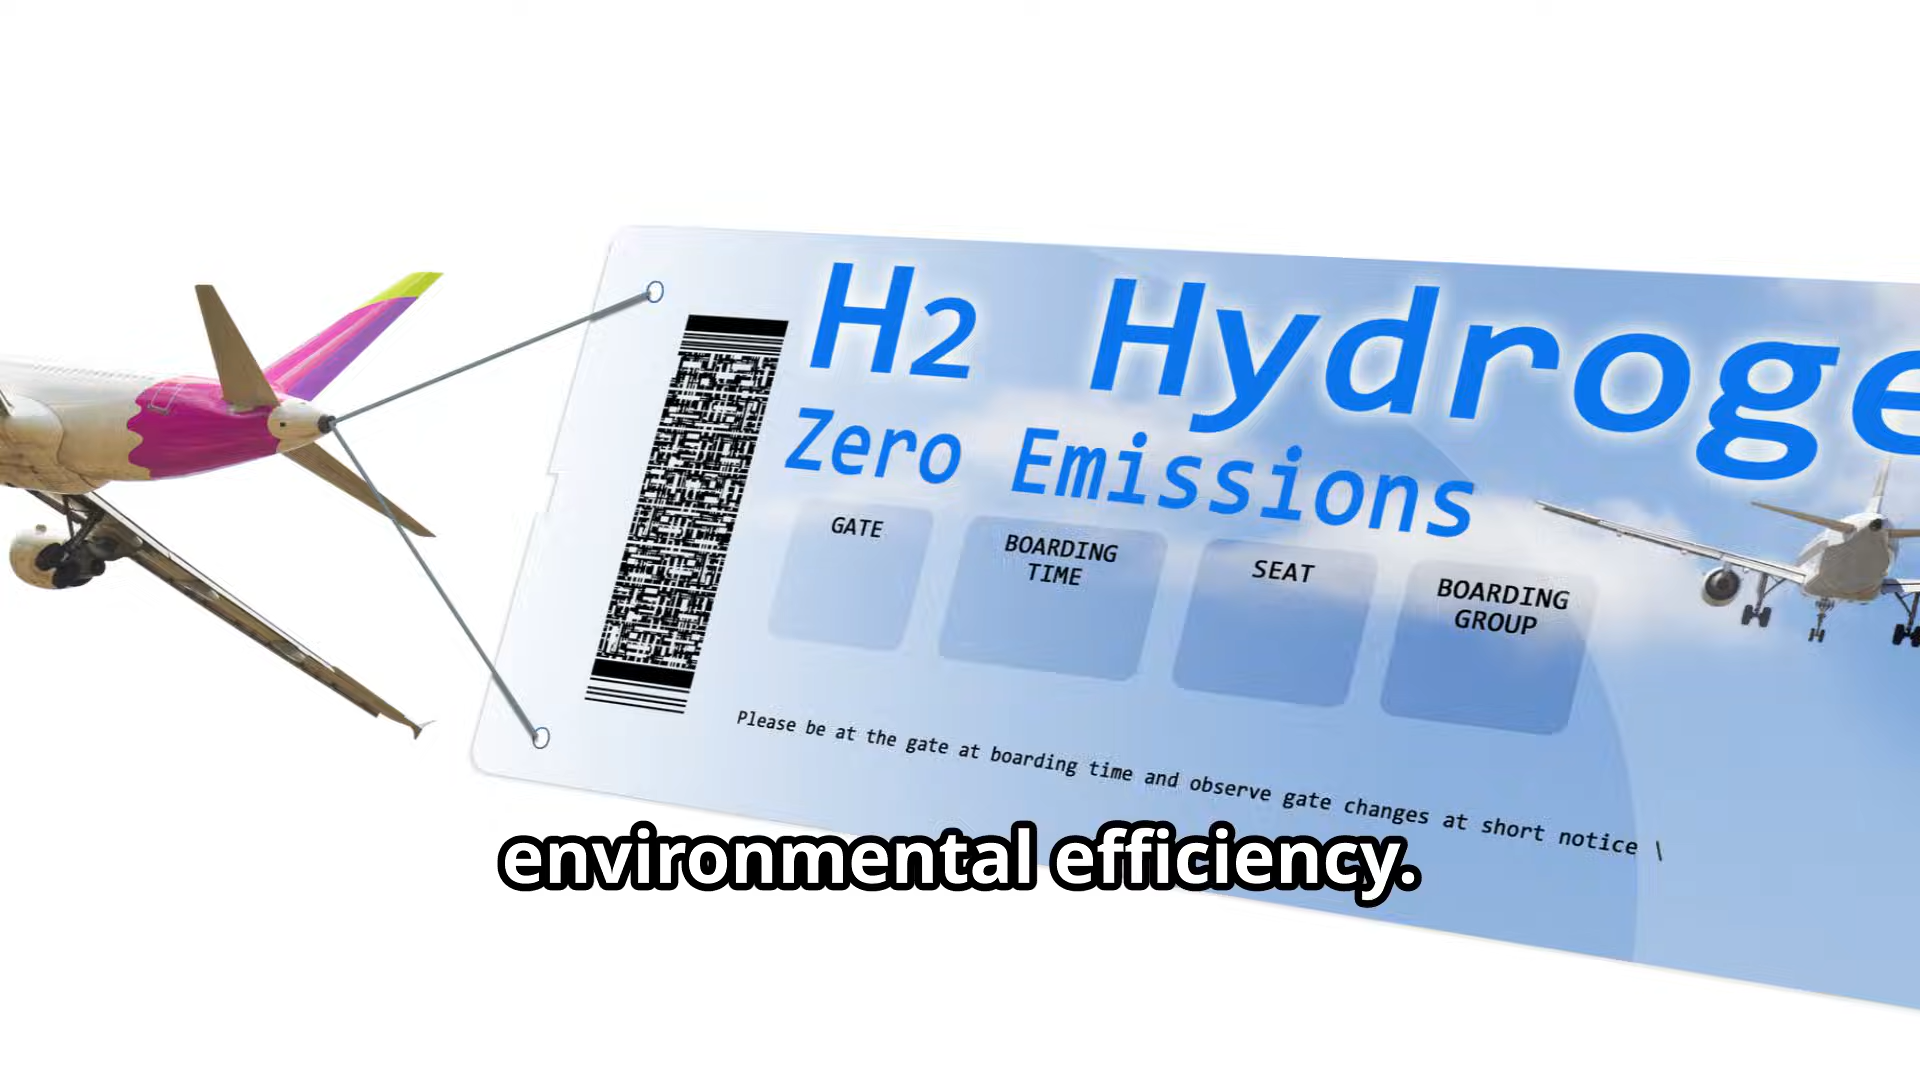 H2 Hydroge
Zero Emissions
GATE
BOARDING
TIME
SEAT
BOARDING
GROUP
Please be at the gate at boarding time and observe gate changes at short notice \
environmental efficiency.